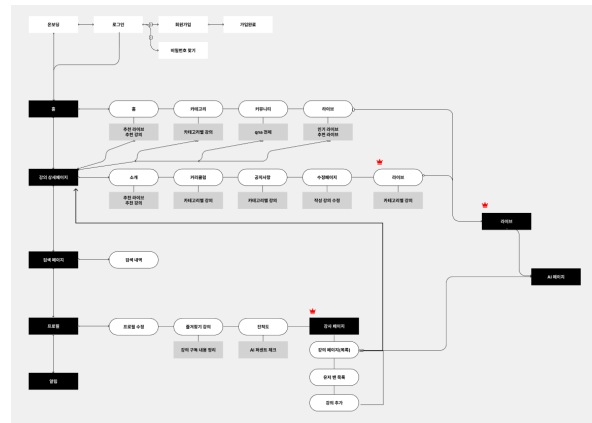 온보딩
로그인
회원가입
가입완료
비밀번호 찾기
홈
홈
카테고리
커뮤니티
라이브
추천 라이브
추천 강의
카테고리별 강의
qna 전체
인기 라이브
추천 라이브
강의 상세페이지
소개
커리큘럼
공지사항
수정페이지
라이브
추천 라이브
추천 강의
카테고리별 강의
카테고리별 강의
작성 강의 수정
카테고리별 강의
라이브
검색 페이지
검색 내역
AI 페이지
프로필
프로필 수정
즐겨찾기 강의
진척도
강사 페이지
강의 구독 내용 정리
AI 퍼센트 체크
강의 페이지(목록)
유저 밴 목록
알림
강의 추가